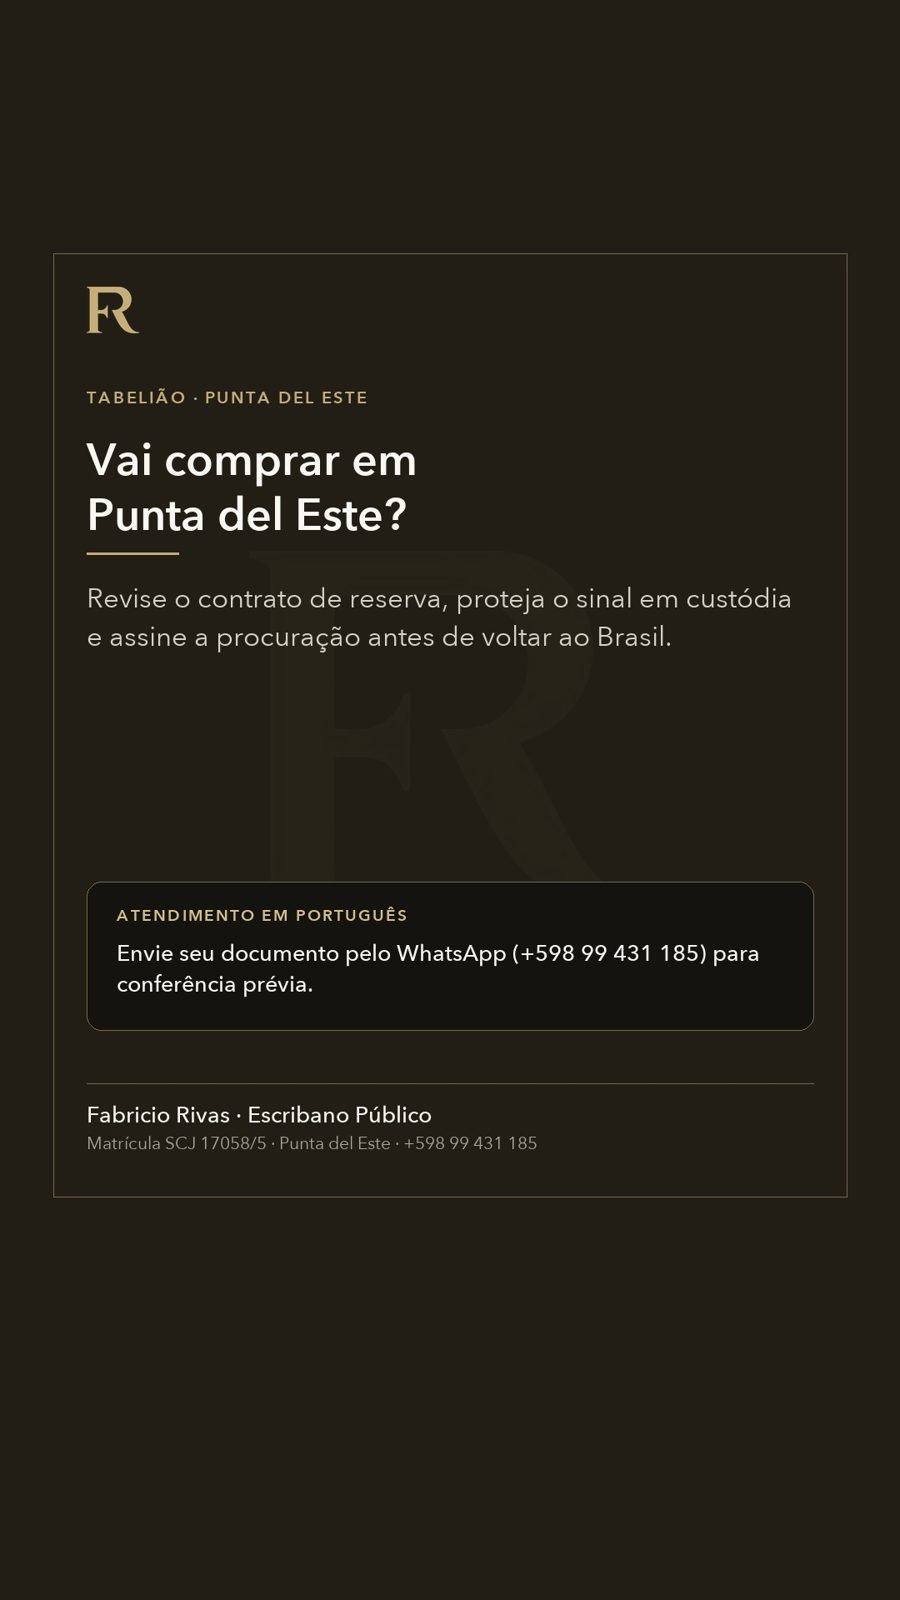 FR
TABELIÃO · PUNTA DEL ESTE
Vai comprar em
Punta del Este?
Revise o contrato de reserva, proteja o sinal em custódia
e assine a procuração antes de voltar ao Brasil.
ATENDIMENTO EM PORTUGUÊS
Envie seu documento pelo WhatsApp (+598 99 431 185) para
conferência prévia.
Fabricio Rivas · Escribano Público
Matrícula SCJ 17058/5 · Punta del Este · +598 99 431 185